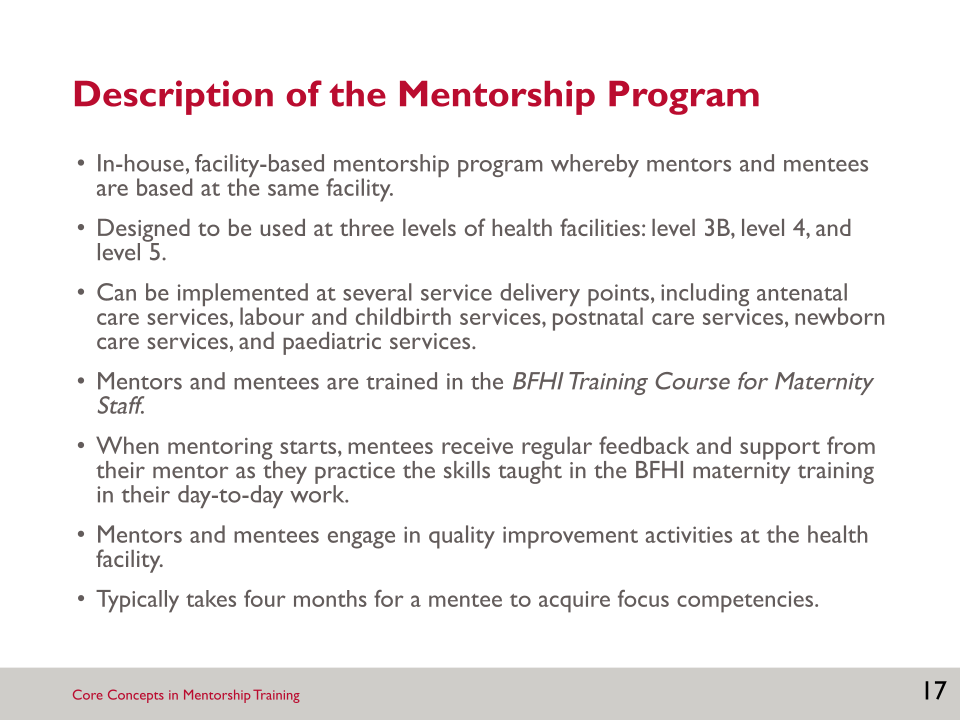 Description of the Mentorship Program
• In-house, facility-based mentorship program whereby mentors and mentees
are based at the same facility.
• Designed to be used at three levels of health facilities: level 3B, level 4, and
level 5.
• Can be implemented at several service delivery points, including antenatal
care services, labour and childbirth services, postnatal care services, newborn
care services, and paediatric services.
• Mentors and mentees are trained in the BFHI Training Course for Maternity
Staff.
• When mentoring starts, mentees receive regular feedback and support from
their mentor as they practice the skills taught in the BFHI maternity training
in their day-to-day work.
• Mentors and mentees engage in quality improvement activities at the health
facility.
• Typically takes four months for a mentee to acquire focus competencies.
Core Concepts in Mentorship Training
17